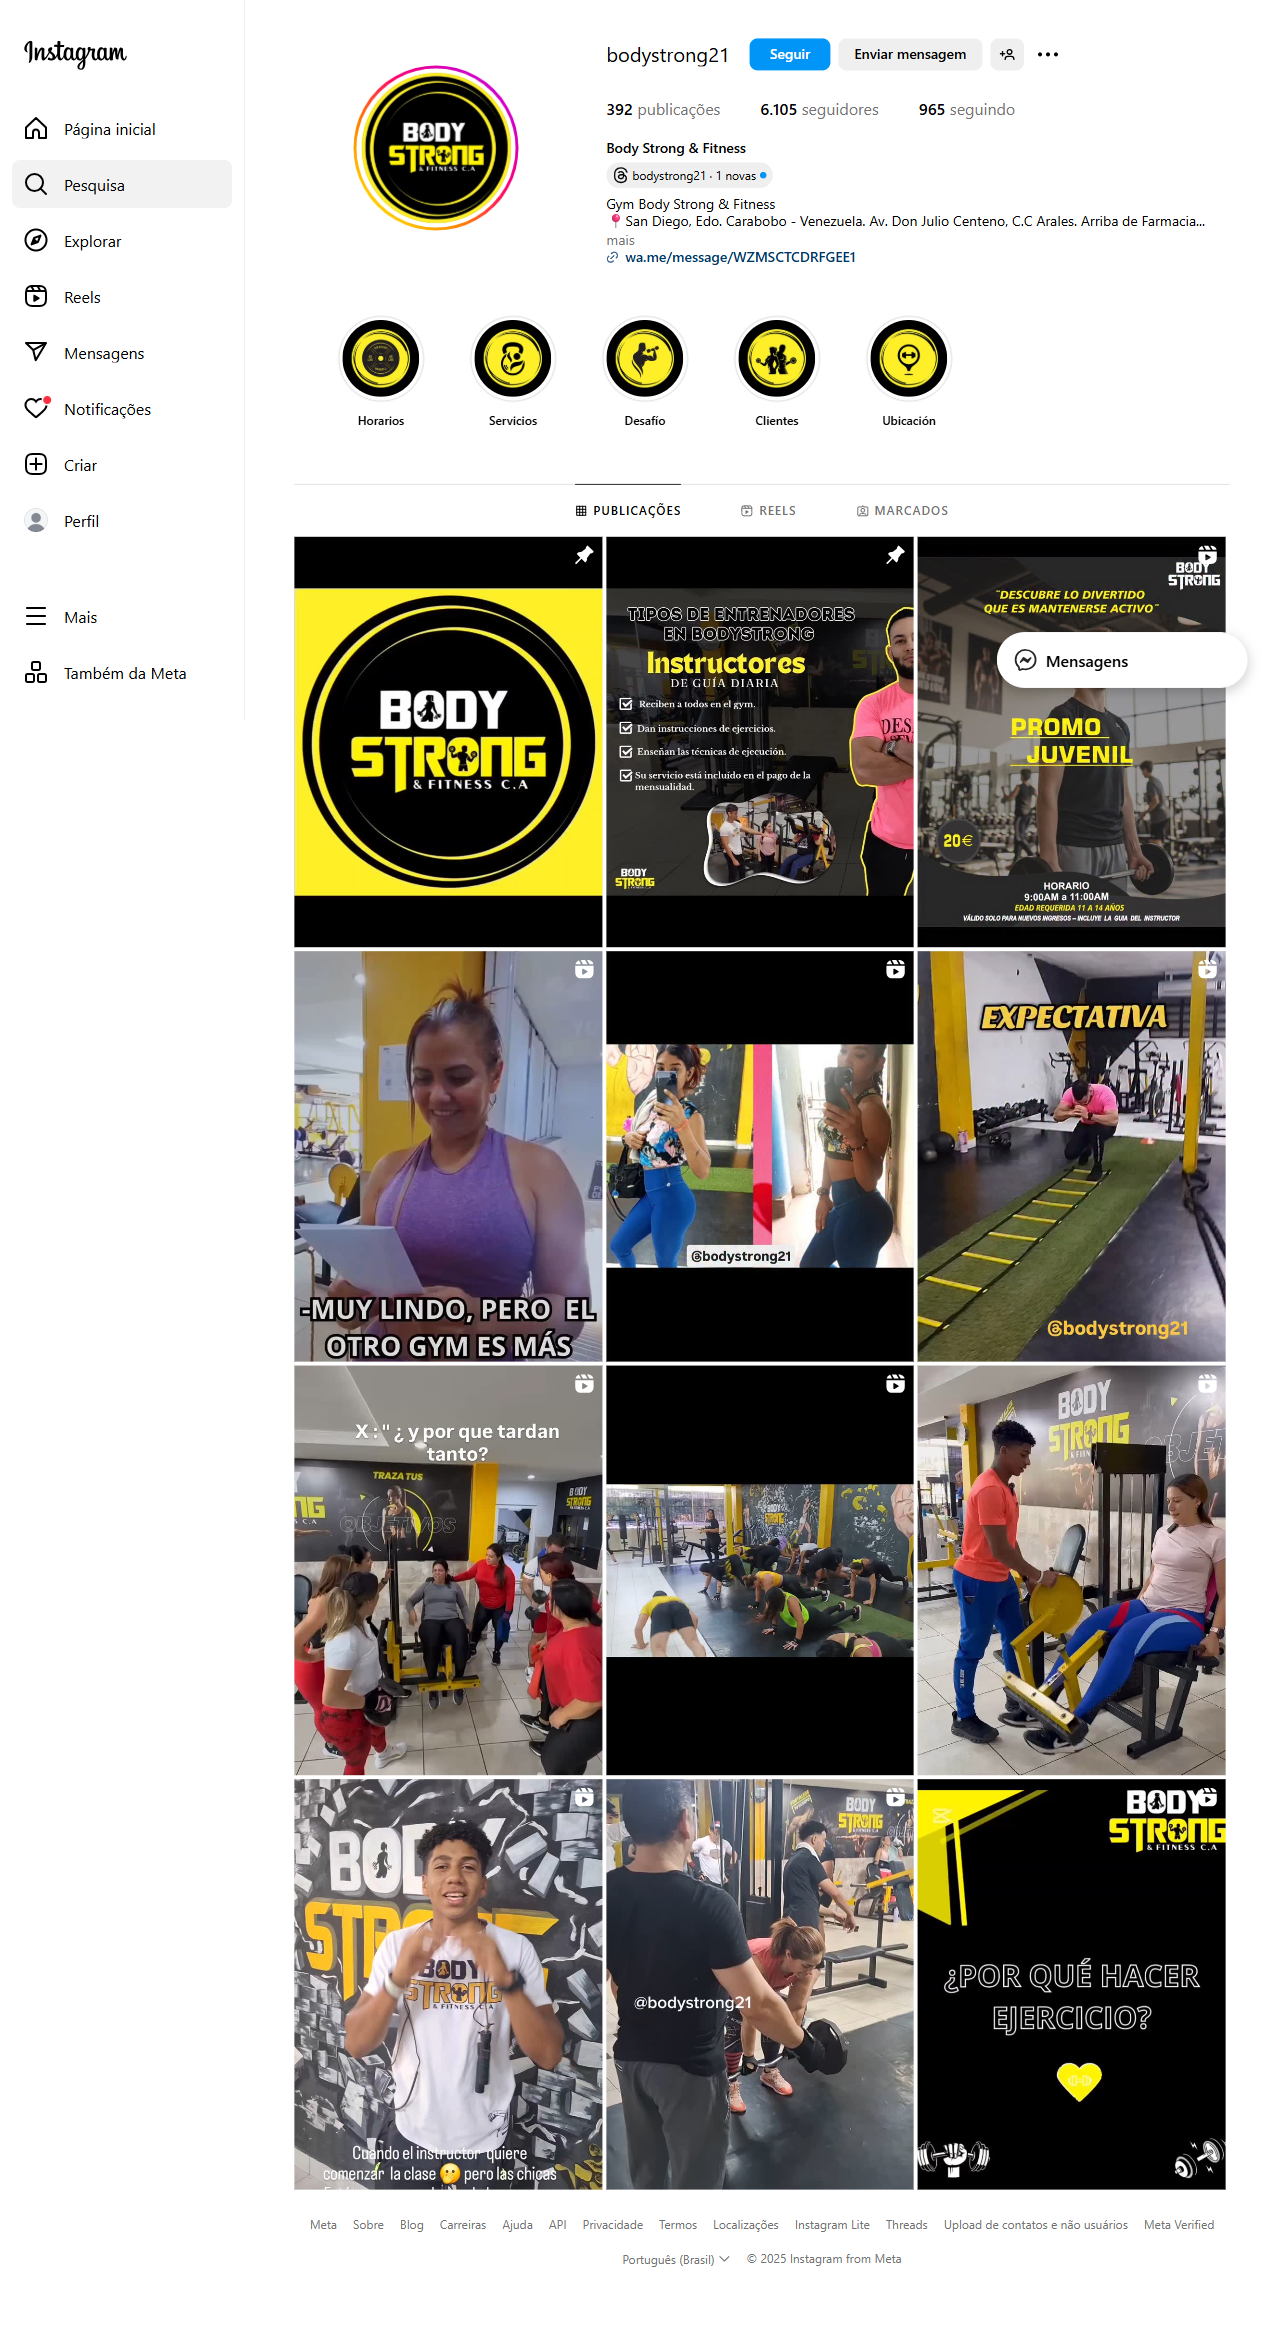 Instagram
Página inicial
Pesquisa
Explorar
Reels
Mensagens
Notificações
Criar
Perfil
Mais
Também da Meta
bodystrong21
Seguir
Enviar mensagem
392 publicações
6.105 seguidores
965 seguindo
Body Strong & Fitness
bodystrong21 · 1 novas
Gym Body Strong & Fitness
📍San Diego, Edo. Carabobo - Venezuela. Av. Don Julio Centeno, C.C Arales. Arriba de Farmacia...
mais
wa.me/message/WZMSCTCDRFGEE1
BODY
STRONG
& FITNESS C.A
Horarios
Servicios
Desafío
Clientes
Ubicación
PUBLICAÇÕES
REELS
MARCADOS
BODY
STRONG
& FITNESS C.A
TIPOS DE ENTRENADORES
EN BODYSTRONG
Instructores
DE GUÍA DIARIA
Reciben a todos en el gym.
Dan instrucciones de ejercicios.
Enseñan las técnicas de ejecución.
Su servicio está incluído en el pago de la
mensualidad.
BODY
STRONG
BODY
STRONG
"DESCUBRE LO DIVERTIDO
QUE ES MANTENERSE ACTIVO"
Mensagens
PROMO
JUVENIL
20€
HORARIO
9:00AM a 11:00AM
EDAD REQUERIDA 11 A 14 AÑOS
VÁLIDO SOLO PARA NUEVOS INGRESOS – INCLUYE LA GUIA DEL INSTRUCTOR
-MUY LINDO, PERO EL
OTRO GYM ES MÁS
@bodystrong21
EXPECTATIVA
@bodystrong21
X : " ¿ y por que tardan
tanto?
TRAZA TUS
OBJETIVOS
BODY
STRONG
BODY
STRONG
BODY
STRONG
BODY
STRONG
& FITNESS C.A
Cuando el instructor quiere
comenzar la clase 🤭 pero las chicas
BODY
STRONG
@bodystrong21
BODY
STRONG
& FITNESS C.A
¿POR QUÉ HACER
EJERCICIO?
Meta
Sobre
Blog
Carreiras
Ajuda
API
Privacidade
Termos
Localizações
Instagram Lite
Threads
Upload de contatos e não usuários
Meta Verified
Português (Brasil)
© 2025 Instagram from Meta